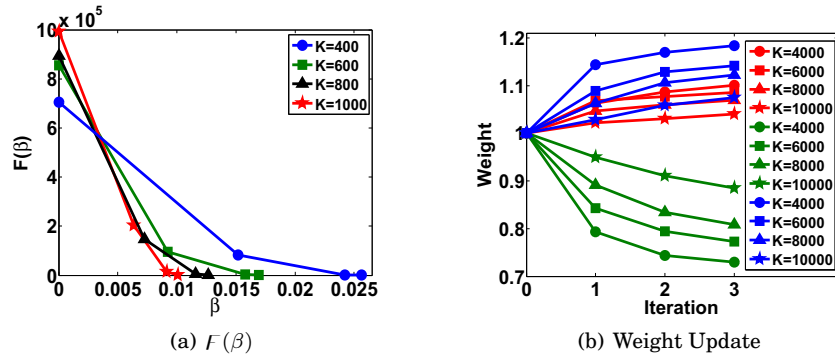 10 x 10^5
8
6
4
2
0
F(β)
0
0.005
0.01
0.015
0.02
0.025
β
K=400
K=600
K=800
K=1000
(a) F(β)
1.2
1.1
1
0.9
0.8
0.7
Weight
0
1
2
3
Iteration
K=4000
K=6000
K=8000
K=10000
K=4000
K=6000
K=8000
K=10000
K=4000
K=6000
K=8000
K=10000
(b) Weight Update